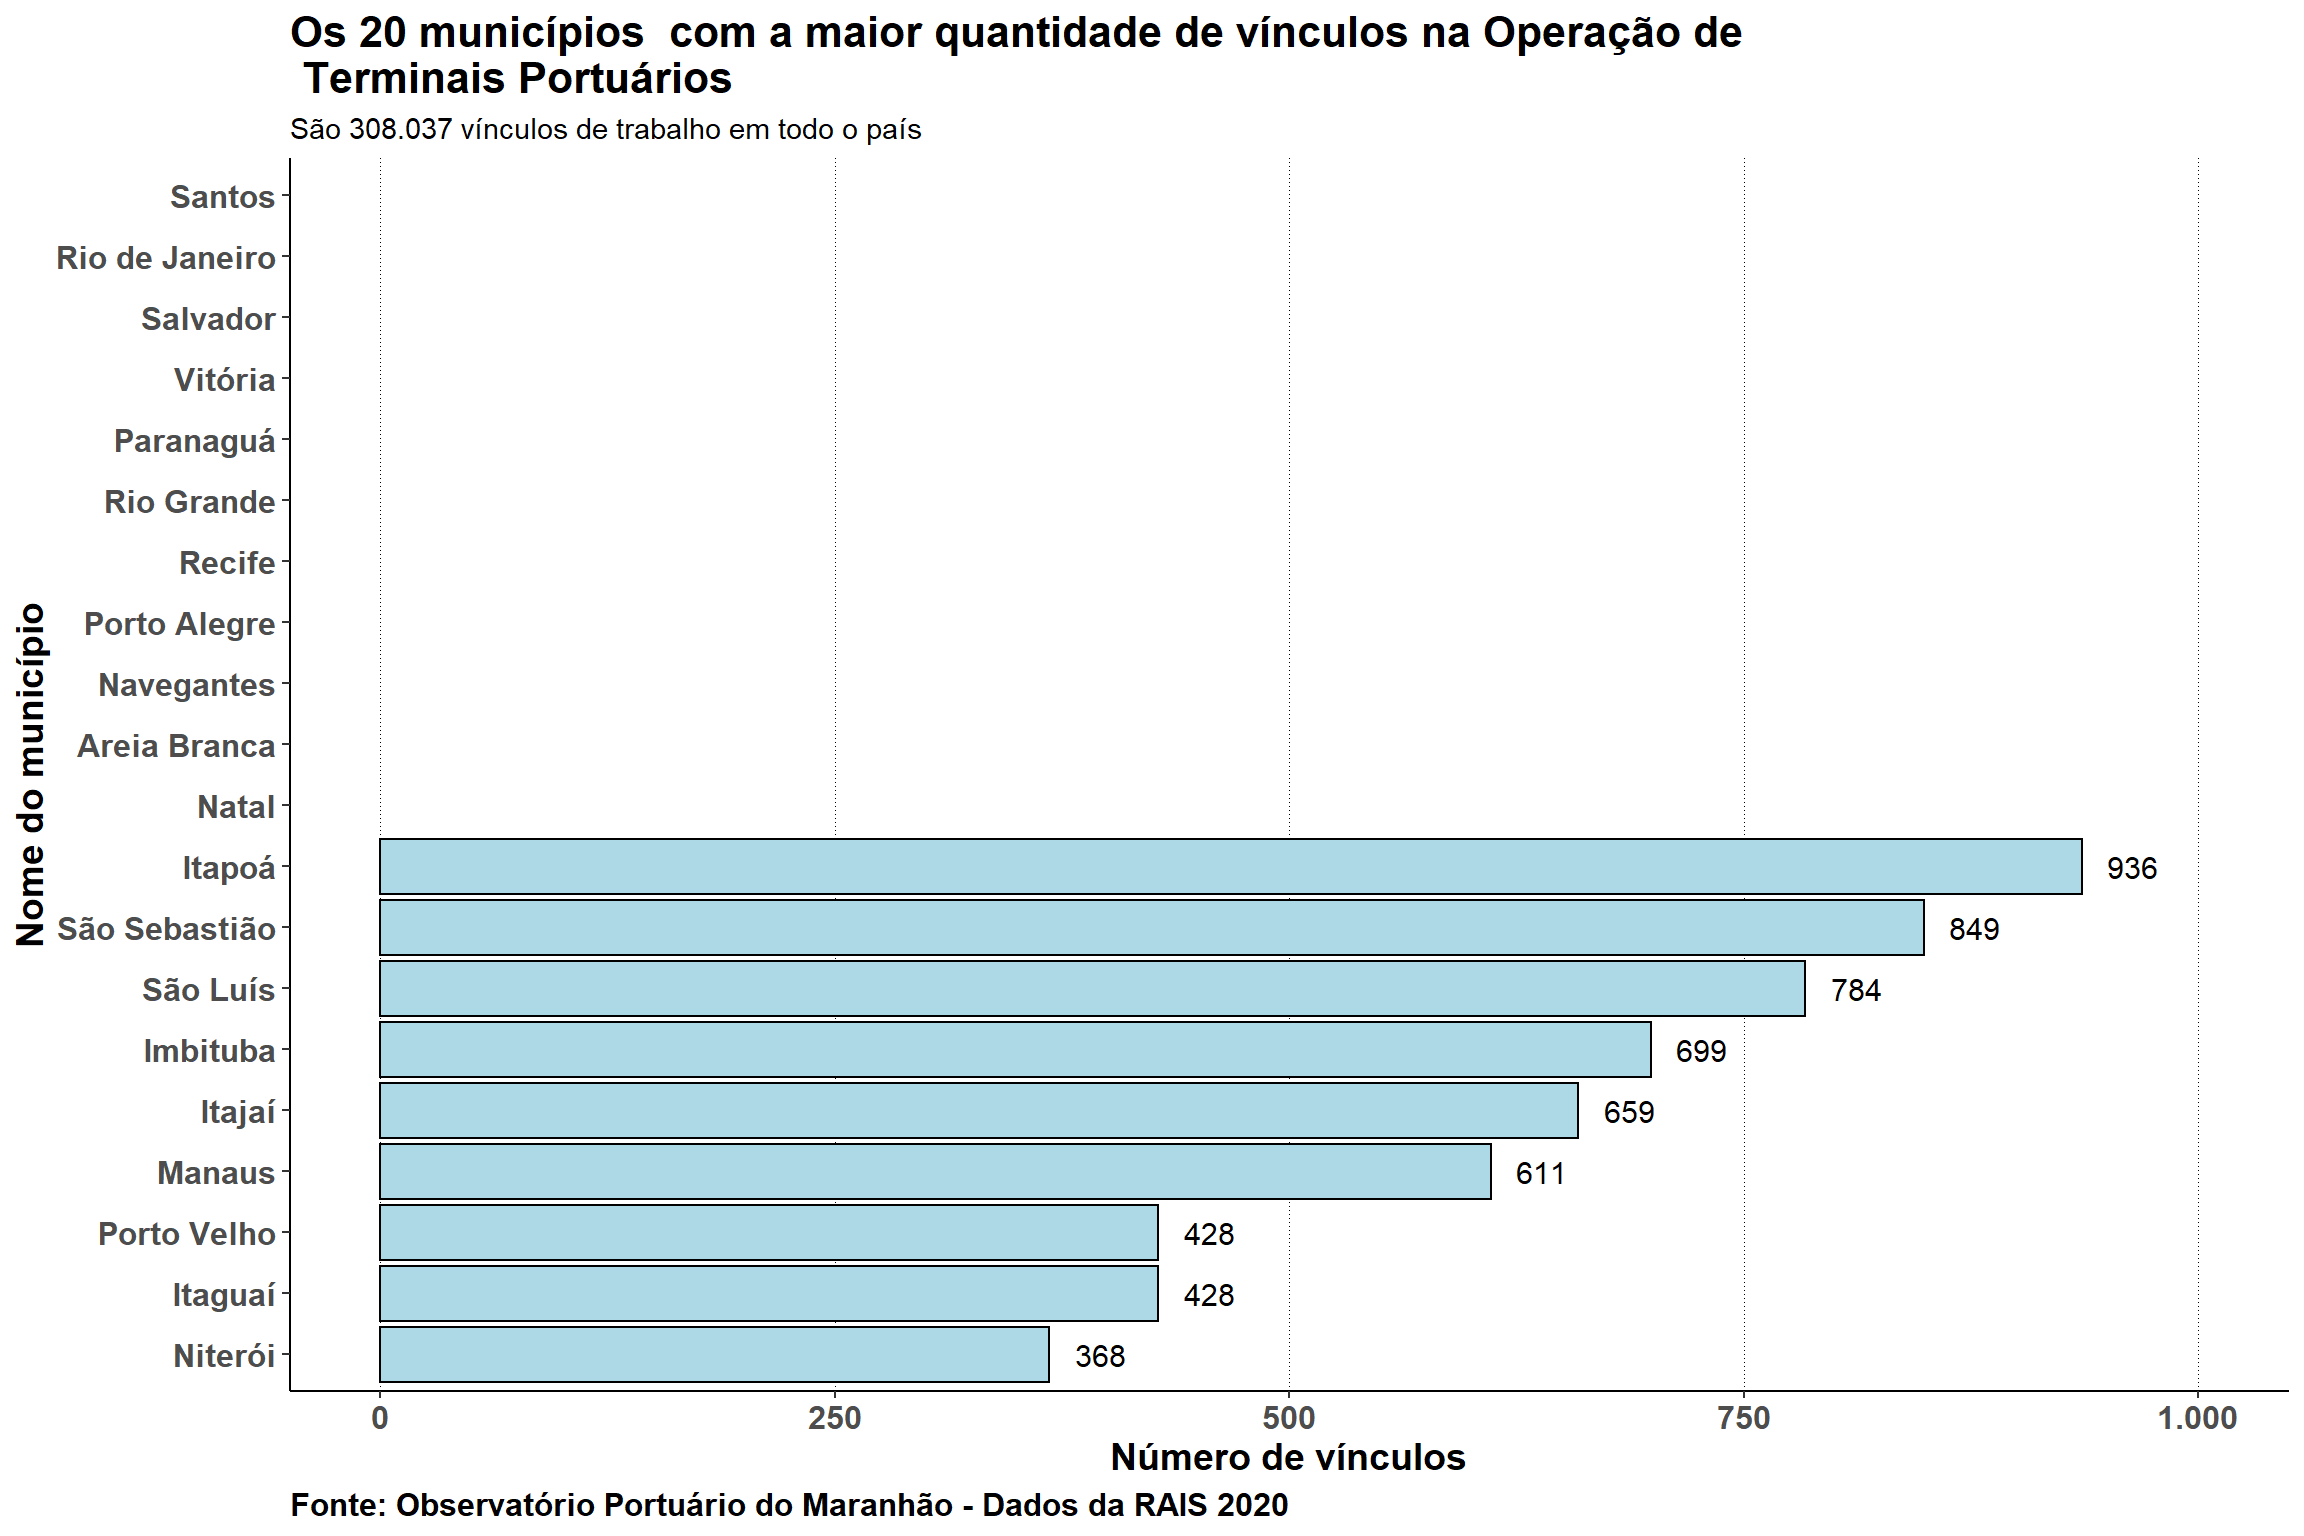 Os 20 municípios  com a maior quantidade de vínculos na Operação de
Terminais Portuários
São 308.037 vínculos de trabalho em todo o país
Nome do município
Santos
Rio de Janeiro
Salvador
Vitória
Paranaguá
Rio Grande
Recife
Porto Alegre
Navegantes
Areia Branca
Natal
Itapoá 936
São Sebastião 849
São Luís 784
Imbituba 699
Itajaí 659
Manaus 611
Porto Velho 428
Itaguaí 428
Niterói 368
0 250 500 750 1.000
Número de vínculos
Fonte: Observatório Portuário do Maranhão - Dados da RAIS 2020